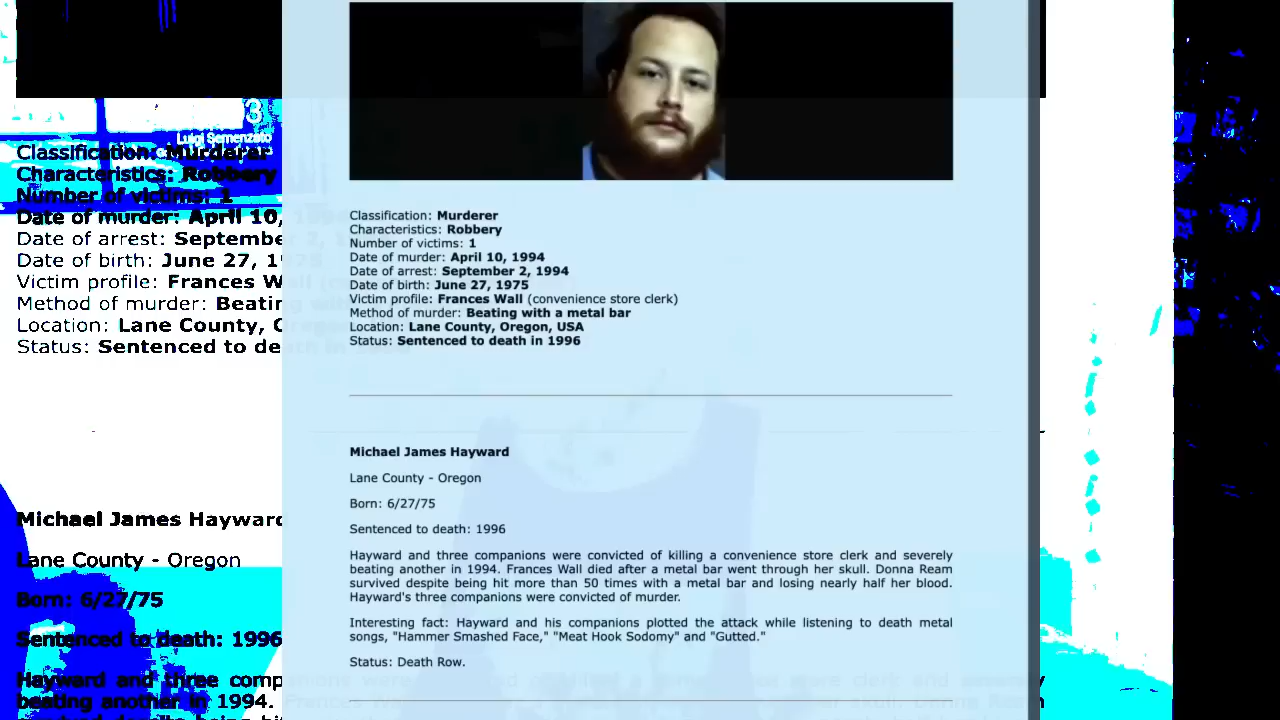 3
Luigi Semenzato
Classification: Murderer
Characteristics: Robbery
Number of victims: 1
Date of murder: April 10,
Date of arrest: Septembe
Date of birth: June 27, 1
Victim profile: Frances W
Method of murder: Beating
Location: Lane County, O
Status: Sentenced to de
Michael James Hayward
Lane County - Oregon
Born: 6/27/75
Sentenced to death: 1996
Hayward and three comp
beating another in 1994.
Classification: Murderer
Characteristics: Robbery
Number of victims: 1
Date of murder: April 10, 1994
Date of arrest: September 2, 1994
Date of birth: June 27, 1975
Victim profile: Frances Wall (convenience store clerk)
Method of murder: Beating with a metal bar
Location: Lane County, Oregon, USA
Status: Sentenced to death in 1996
Michael James Hayward
Lane County - Oregon
Born: 6/27/75
Sentenced to death: 1996
Hayward and three companions were convicted of killing a convenience store clerk and severely
beating another in 1994. Frances Wall died after a metal bar went through her skull. Donna Ream
survived despite being hit more than 50 times with a metal bar and losing nearly half her blood.
Hayward's three companions were convicted of murder.
Interesting fact: Hayward and his companions plotted the attack while listening to death metal
songs, "Hammer Smashed Face," "Meat Hook Sodomy" and "Gutted."
Status: Death Row.